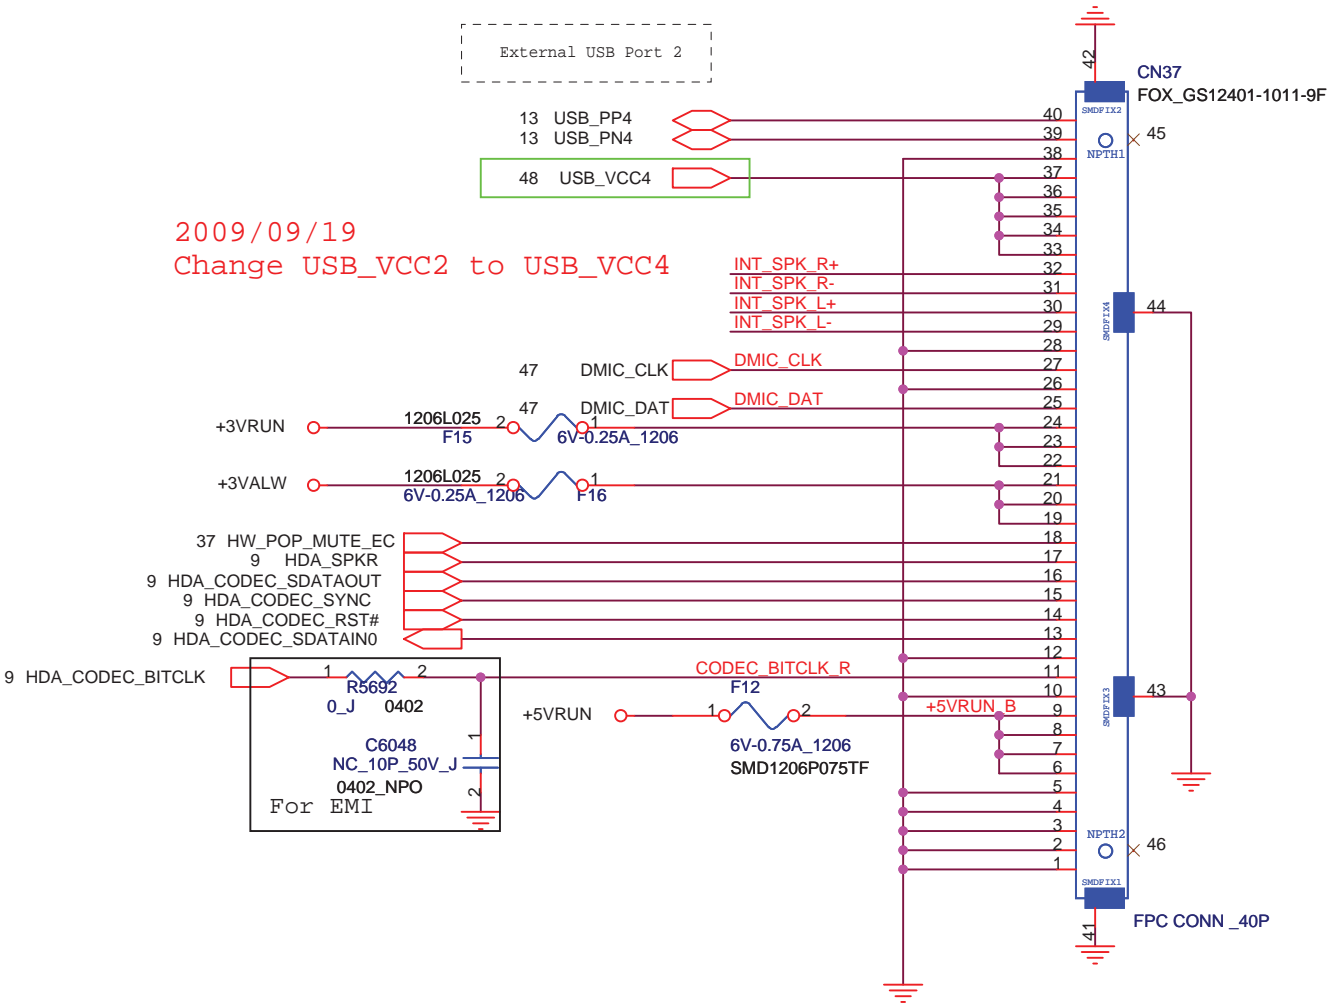 External USB Port 2
42
CN37
FOX_GS12401-1011-9F
SMDFIX2
13 USB_PP4
40
13 USB_PN4
39
45
38
NPTH1
48 USB_VCC4
37
36
35
34
33
2009/09/19
Change USB_VCC2 to USB_VCC4
INT_SPK_R+
32
INT_SPK_R-
31
INT_SPK_L+
30
44
SMDFIX4
INT_SPK_L-
29
28
47 DMIC_CLK
DMIC_CLK
27
26
47 DMIC_DAT
DMIC_DAT
25
+3VRUN
1206L025
2
1
24
F15
6V-0.25A_1206
23
22
+3VALW
1206L025
2
1
21
6V-0.25A_1206
F16
20
19
37 HW_POP_MUTE_EC
18
9 HDA_SPKR
17
9 HDA_CODEC_SDATAOUT
16
9 HDA_CODEC_SYNC
15
9 HDA_CODEC_RST#
14
9 HDA_CODEC_SDATAIN0
13
12
9 HDA_CODEC_BITCLK
1
2
CODEC_BITCLK_R
11
R5692
0_J 0402
F12
10
43
SMDFIX3
+5VRUN
1
2
+5VRUN_B
9
8
6V-0.75A_1206
7
SMD1206P075TF
6
1
C6048
NC_10P_50V_J
0402_NPO
2
For EMI
5
4
3
NPTH2
2
46
1
SMDFIX1
FPC CONN _40P
41